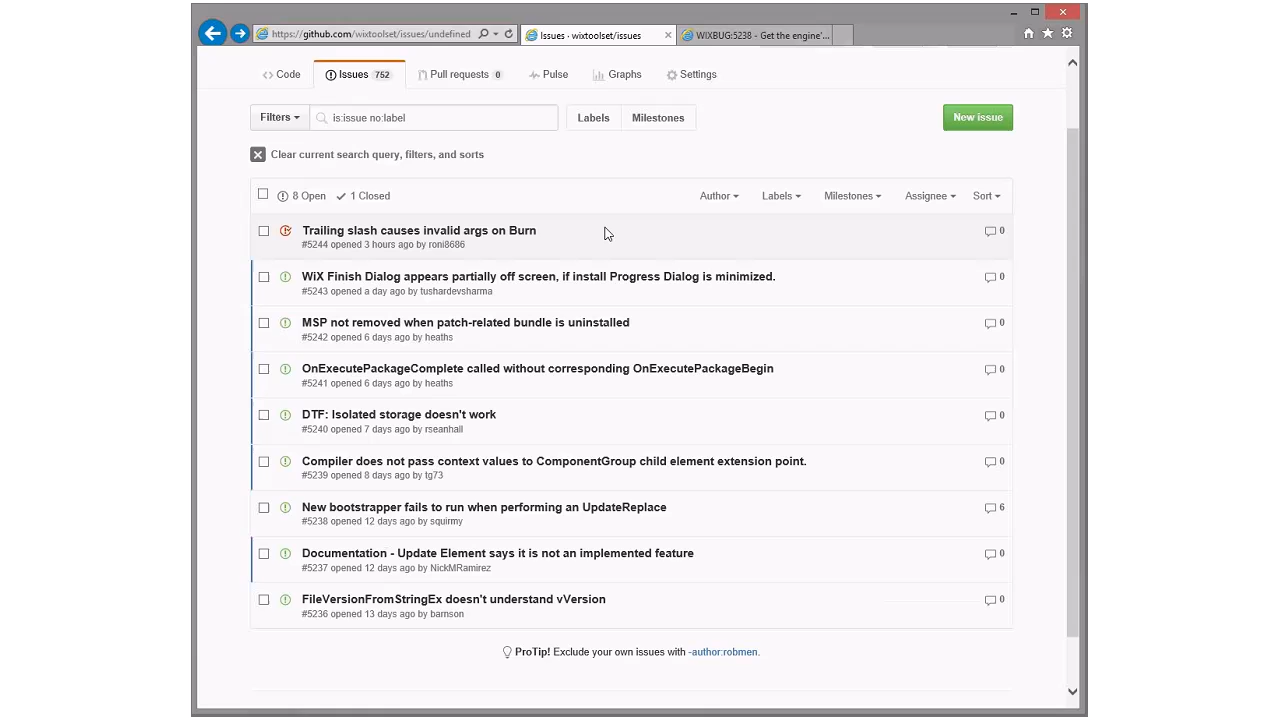 https://github.com/wixtoolset/issues/undefined
Issues · wixtoolset/issues
WIXBUG:5238 - Get the engine'...
Code
Issues 752
Pull requests 0
Pulse
Graphs
Settings
Filters
is:issue no:label
Labels
Milestones
New issue
Clear current search query, filters, and sorts
8 Open
1 Closed
Author
Labels
Milestones
Assignee
Sort
Trailing slash causes invalid args on Burn
0
#5244 opened 3 hours ago by roni8686
WiX Finish Dialog appears partially off screen, if install Progress Dialog is minimized.
0
#5243 opened a day ago by tushardevsharma
MSP not removed when patch-related bundle is uninstalled
0
#5242 opened 6 days ago by heaths
OnExecutePackageComplete called without corresponding OnExecutePackageBegin
0
#5241 opened 6 days ago by heaths
DTF: Isolated storage doesn't work
0
#5240 opened 7 days ago by rseanhall
Compiler does not pass context values to ComponentGroup child element extension point.
0
#5239 opened 8 days ago by tg73
New bootstrapper fails to run when performing an UpdateReplace
6
#5238 opened 12 days ago by squirmy
Documentation - Update Element says it is not an implemented feature
0
#5237 opened 12 days ago by NickMRamirez
FileVersionFromStringEx doesn't understand vVersion
0
#5236 opened 13 days ago by barnson
ProTip! Exclude your own issues with -author:robmen.